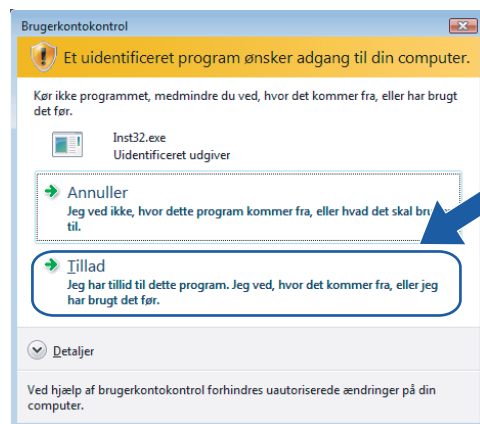 Brugerkontokontrol
Et uidentificeret program ønsker adgang til din computer.
Kør ikke programmet, medmindre du ved, hvor det kommer fra, eller har brugt
det før.
Inst32.exe
Uidentificeret udgiver
Annuller
Jeg ved ikke, hvor dette program kommer fra, eller hvad det skal
til.
Tillad
Jeg har tillid til dette program. Jeg ved, hvor det kommer fra, eller jeg
har brugt det før.
Detaljer
Ved hjælp af brugerkontokontrol forhindres uautoriserede ændringer på din
computer.